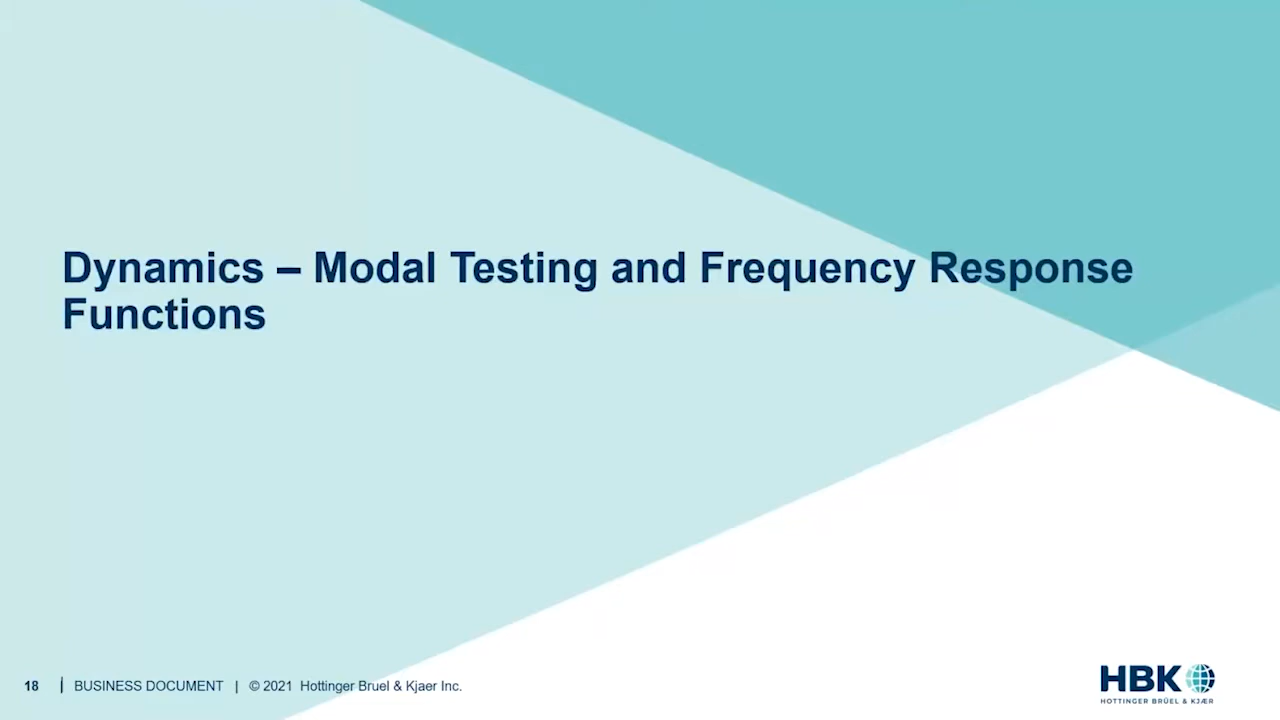 Dynamics – Modal Testing and Frequency Response
Functions
18 | BUSINESS DOCUMENT | © 2021 Hottinger Bruel & Kjaer Inc.
HBK
HOTTINGER BRÜEL & KJÆR